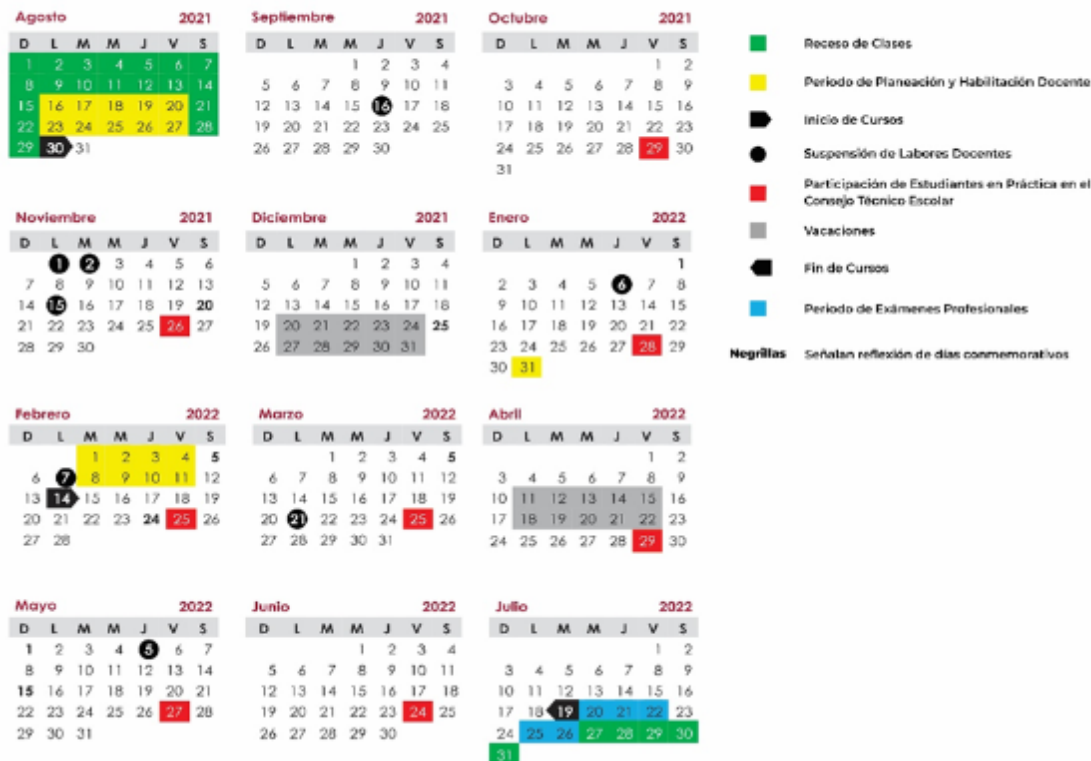 Agosto 2021
D L M M J V S
1 2 3 4 5 6 7
8 9 10 11 12 13 14
15 16 17 18 19 20 21
22 23 24 25 26 27 28
29 30 31
Septiembre 2021
D L M M J V S
1 2 3 4
5 6 7 8 9 10 11
12 13 14 15 16 17 18
19 20 21 22 23 24 25
26 27 28 29 30
Octubre 2021
D L M M J V S
1 2
3 4 5 6 7 8 9
10 11 12 13 14 15 16
17 18 19 20 21 22 23
24 25 26 27 28 29 30
31
Receso de Clases
Periodo de Planeación y Habilitación Docente
Inicio de Cursos
Suspensión de Labores Docentes
Participación de Estudiantes en Práctica en el
Consejo Técnico Escolar
Vacaciones
Fin de Cursos
Periodo de Exámenes Profesionales
Negrillas Señalan reflexión de días conmemorativos
Noviembre 2021
D L M M J V S
1 2 3 4 5 6
7 8 9 10 11 12 13
14 15 16 17 18 19 20
21 22 23 24 25 26 27
28 29 30
Diciembre 2021
D L M M J V S
1 2 3 4
5 6 7 8 9 10 11
12 13 14 15 16 17 18
19 20 21 22 23 24 25
26 27 28 29 30 31
Enero 2022
D L M M J V S
1
2 3 4 5 6 7 8
9 10 11 12 13 14 15
16 17 18 19 20 21 22
23 24 25 26 27 28 29
30 31
Febrero 2022
D L M M J V S
1 2 3 4 5
6 7 8 9 10 11 12
13 14 15 16 17 18 19
20 21 22 23 24 25 26
27 28
Marzo 2022
D L M M J V S
1 2 3 4 5
6 7 8 9 10 11 12
13 14 15 16 17 18 19
20 21 22 23 24 25 26
27 28 29 30 31
Abril 2022
D L M M J V S
1 2
3 4 5 6 7 8 9
10 11 12 13 14 15 16
17 18 19 20 21 22 23
24 25 26 27 28 29 30
Mayo 2022
D L M M J V S
1 2 3 4 5 6 7
8 9 10 11 12 13 14
15 16 17 18 19 20 21
22 23 24 25 26 27 28
29 30 31
Junio 2022
D L M M J V S
1 2 3 4
5 6 7 8 9 10 11
12 13 14 15 16 17 18
19 20 21 22 23 24 25
26 27 28 29 30
Julio 2022
D L M M J V S
1 2
3 4 5 6 7 8 9
10 11 12 13 14 15 16
17 18 19 20 21 22 23
24 25 26 27 28 29 30
31